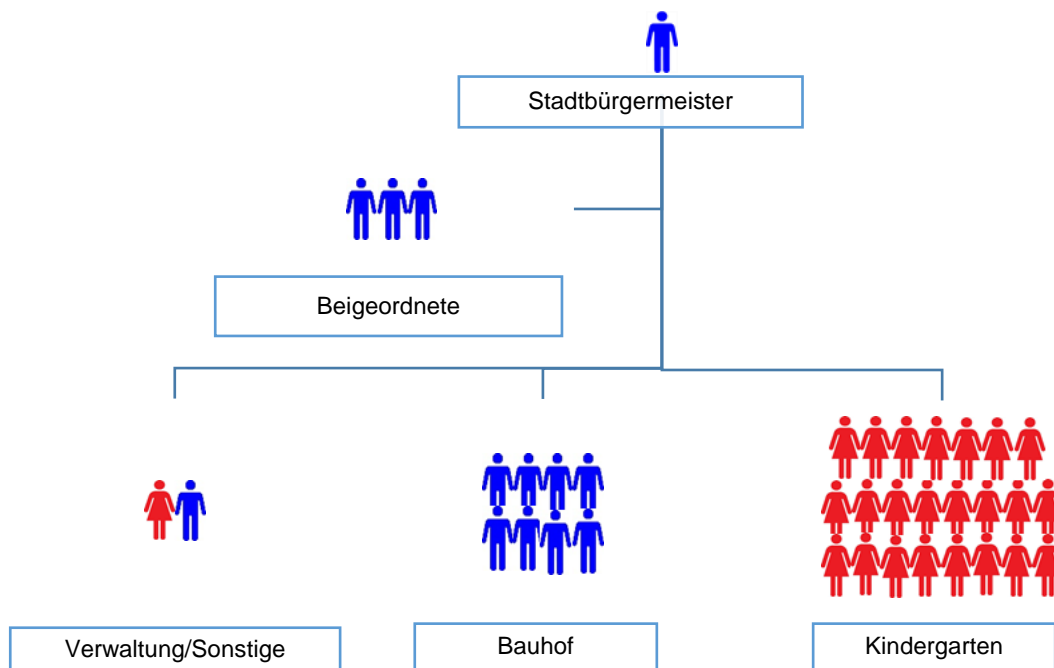 Stadtbürgermeister
Beigeordnete
Verwaltung/Sonstige
Bauhof
Kindergarten